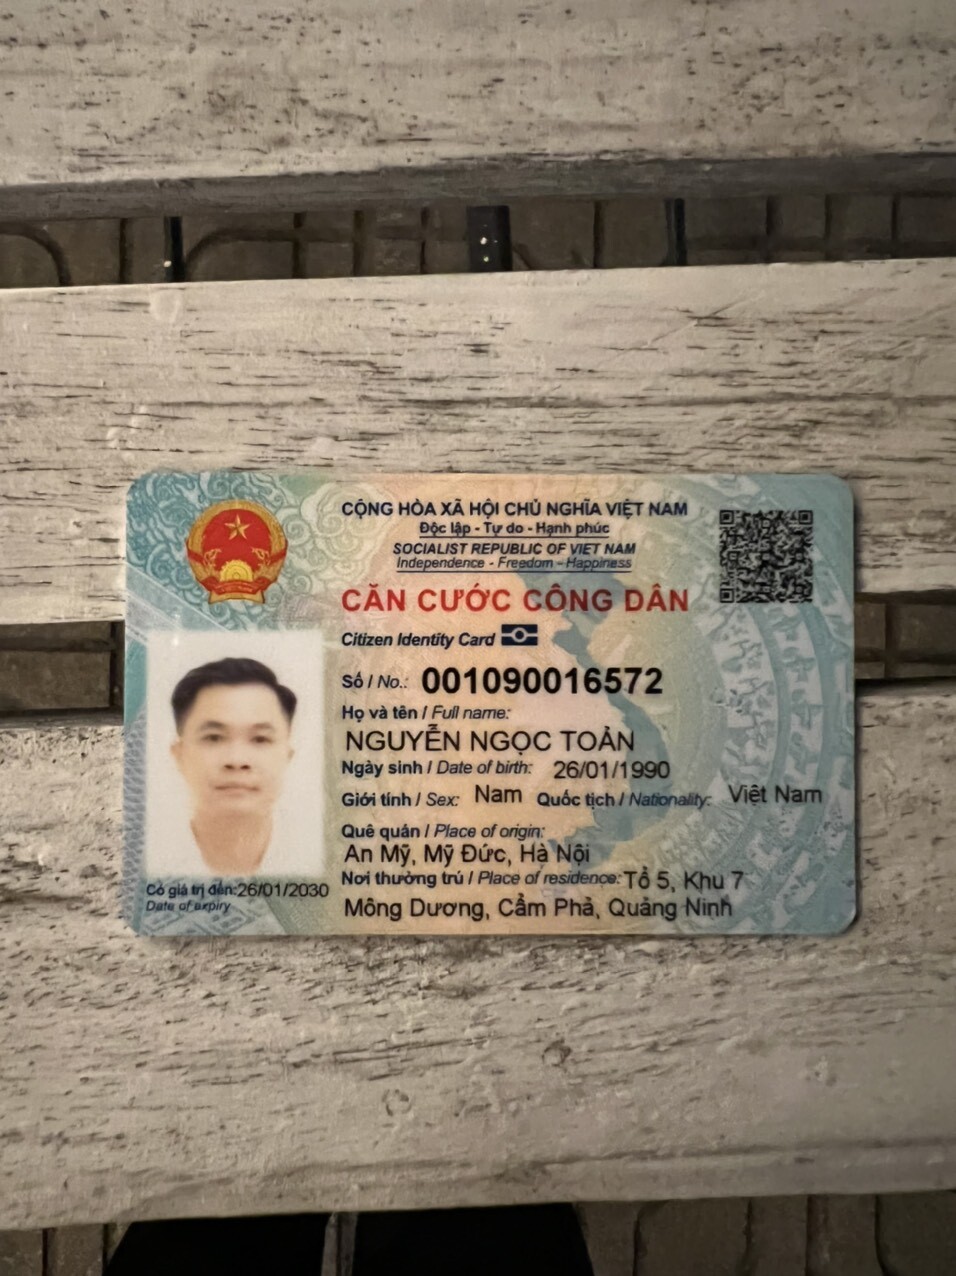 CỘNG HÒA XÃ HỘI CHỦ NGHĨA VIỆT NAM
Độc lập - Tự do - Hạnh phúc
SOCIALIST REPUBLIC OF VIET NAM
Independence - Freedom - Happiness
CĂN CƯỚC CÔNG DÂN
Citizen Identity Card
Số / No.: 001090016572
Họ và tên / Full name:
NGUYỄN NGỌC TOẢN
Ngày sinh / Date of birth: 26/01/1990
Giới tính / Sex: Nam Quốc tịch / Nationality: Việt Nam
Quê quán / Place of origin:
An Mỹ, Mỹ Đức, Hà Nội
Nơi thường trú / Place of residence: Tổ 5, Khu 7
Mông Dương, Cẩm Phả, Quảng Ninh
Có giá trị đến: 26/01/2030
Date of expiry